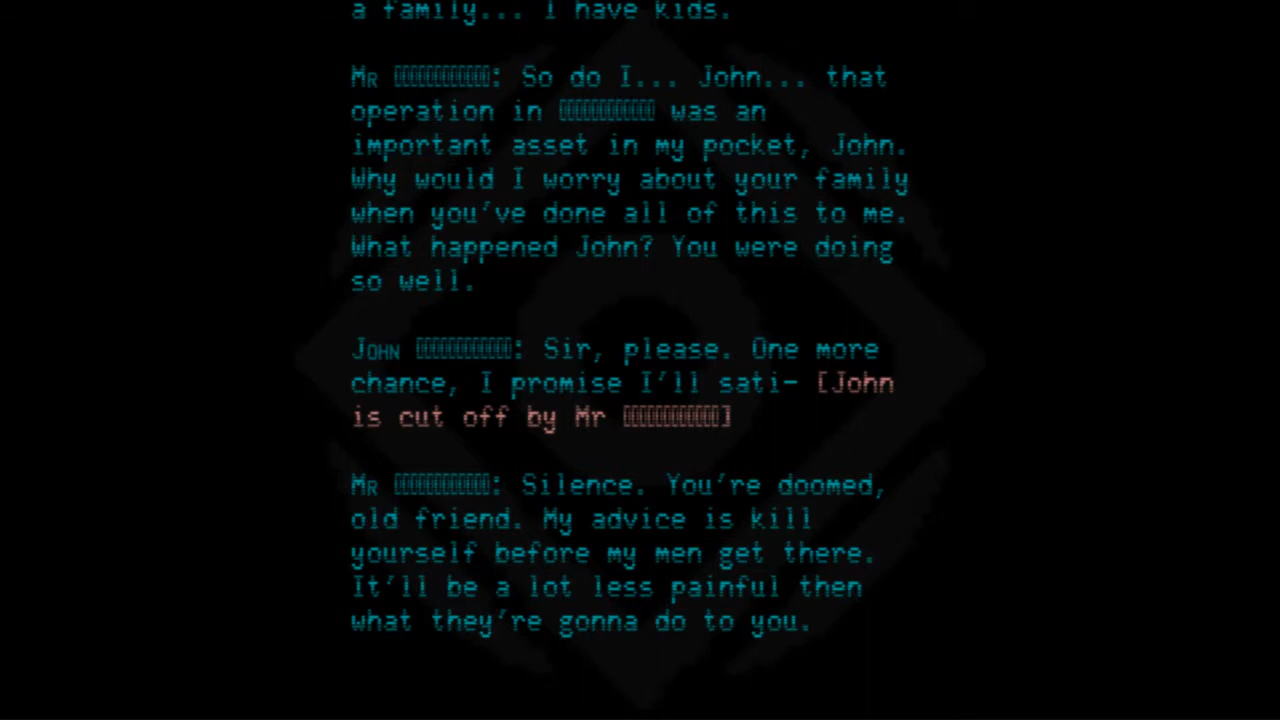 a family... I have kids.
Mr ▯▯▯▯▯▯▯▯▯▯▯▯: So do I... John... that
operation in ▯▯▯▯▯▯▯▯▯▯▯▯ was an
important asset in my pocket, John.
Why would I worry about your family
when you've done all of this to me.
What happened John? You were doing
so well.
John ▯▯▯▯▯▯▯▯▯▯▯▯: Sir, please. One more
chance, I promise I'll sati- [John
is cut off by Mr ▯▯▯▯▯▯▯▯▯▯▯▯]
Mr ▯▯▯▯▯▯▯▯▯▯▯▯: Silence. You're doomed,
old friend. My advice is kill
yourself before my men get there.
It'll be a lot less painful then
what they're gonna do to you.